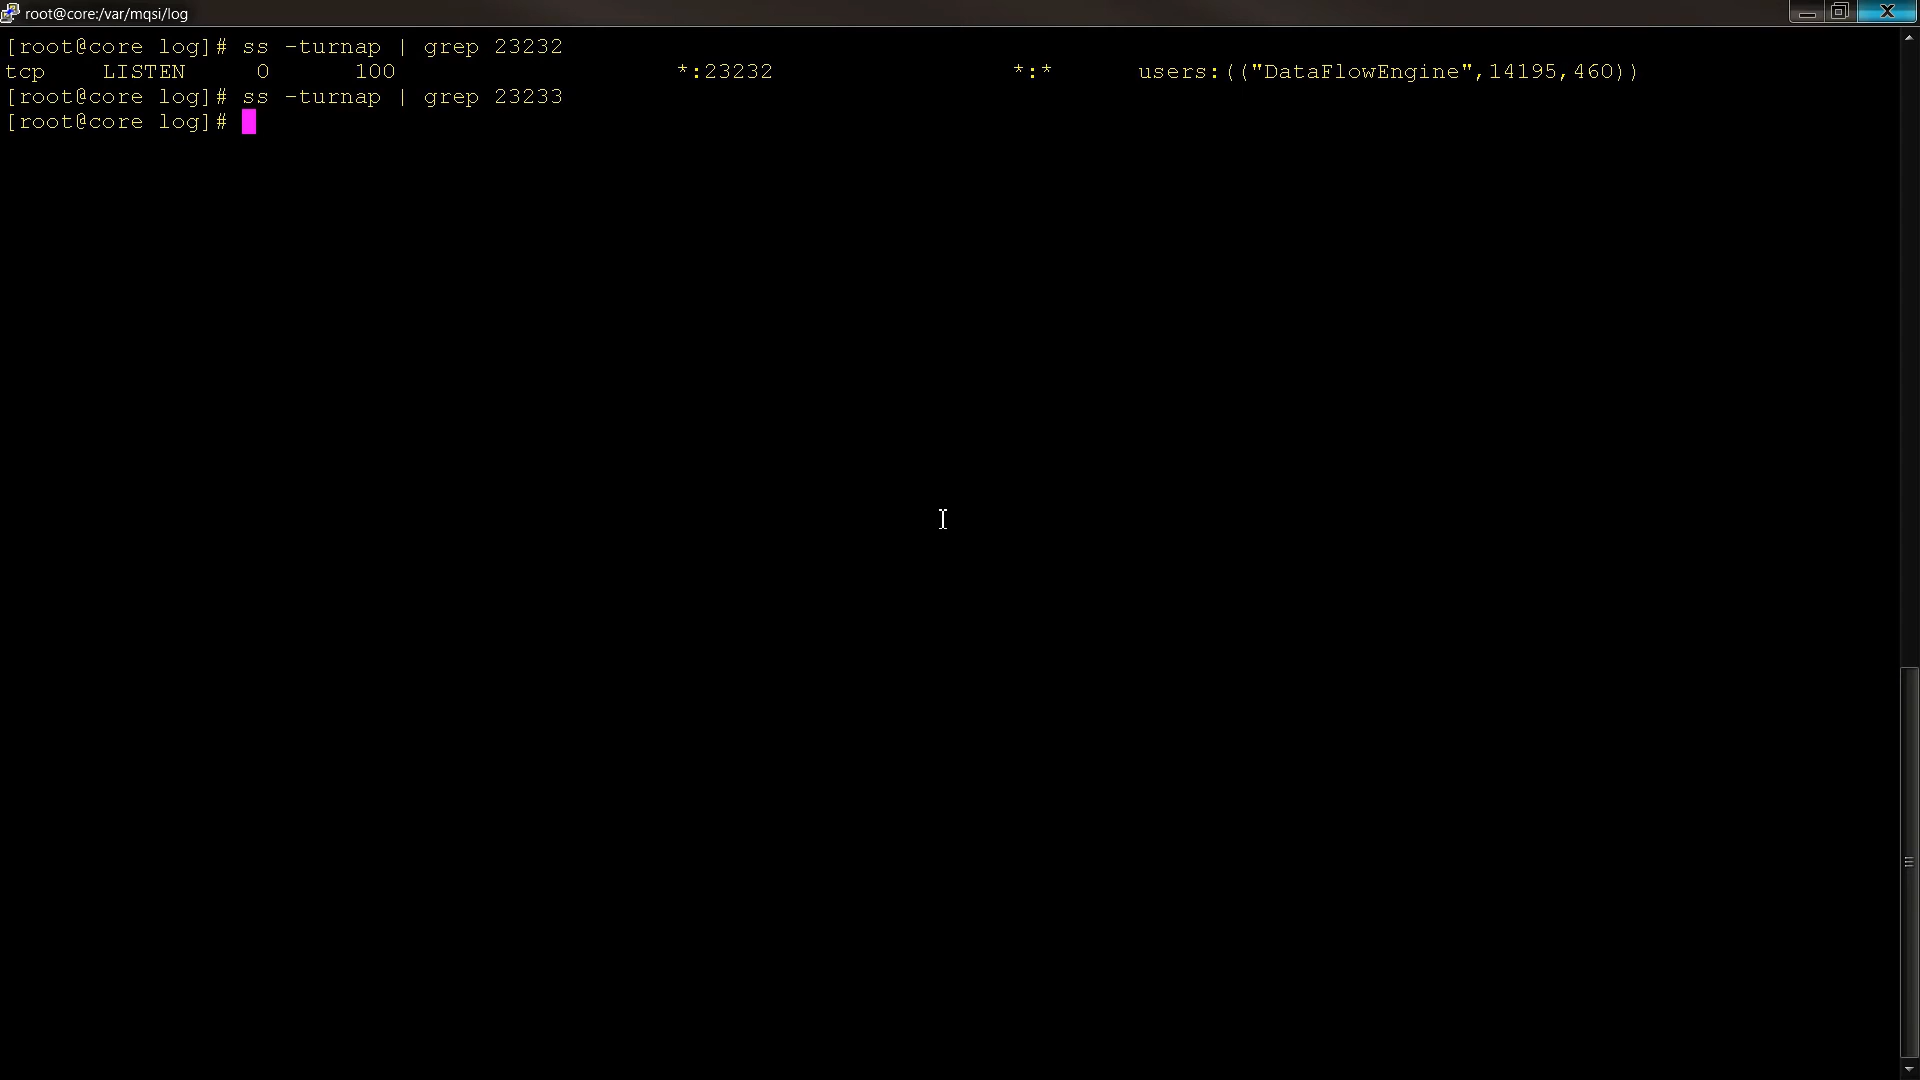 root@core:/var/mqsi/log
[root@core log]# ss -turnap | grep 23232
tcp    LISTEN     0      100                    *:23232                 *:*      users:(("DataFlowEngine",14195,460))
[root@core log]# ss -turnap | grep 23233
[root@core log]#